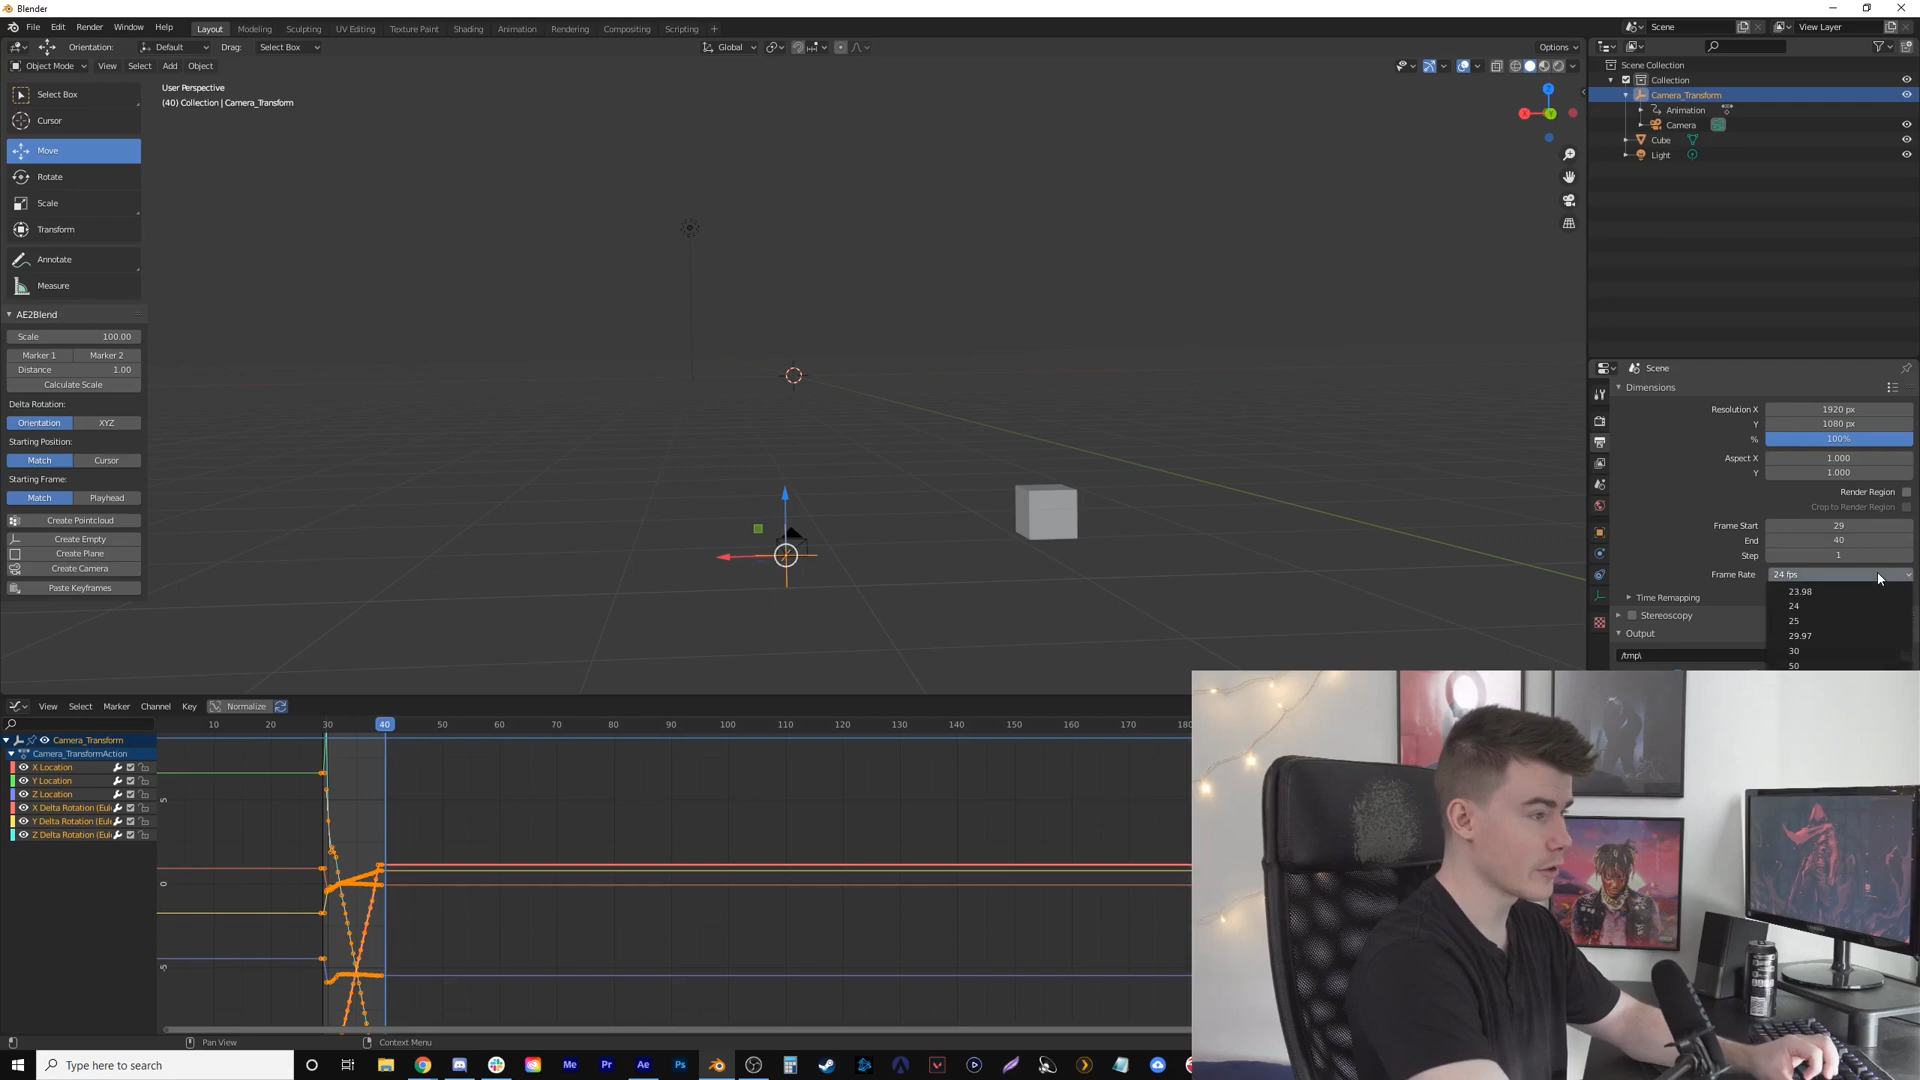 Blender
File Edit Render Window Help
Layout Modeling Sculpting UV Editing Texture Paint Shading Animation Rendering Compositing Scripting +
Scene View Layer
Orientation: Default Drag: Select Box
Global
Options
Object Mode View Select Add Object
User Perspective
(40) Collection | Camera_Transform
Select Box
Cursor
Move
Rotate
Scale
Transform
Annotate
Measure
AE2Blend
Scale 100.00
Marker 1 Marker 2
Distance 1.00
Calculate Scale
Delta Rotation:
Orientation XYZ
Starting Position:
Match Cursor
Starting Frame:
Match Playhead
Create Pointcloud
Create Empty
Create Plane
Create Camera
Paste Keyframes
X
Y
Z
Scene Collection
Collection
Camera_Transform
Animation
Camera
Cube
Light
Scene
Dimensions
Resolution X 1920 px
Y 1080 px
% 100%
Aspect X 1.000
Y 1.000
Render Region
Crop to Render Region
Frame Start 29
End 40
Step 1
Frame Rate 24 fps
23.98
24
25
29.97
30
50
Time Remapping
Stereoscopy
Output
/tmp\
View Select Marker Channel Key Normalize
10 20 30 40 50 60 70 80 90 100 110 120 130 140 150 160 170 180
Camera_Transform
Camera_TransformAction
X Location
Y Location
Z Location
X Delta Rotation (Eul
Y Delta Rotation (Eul
Z Delta Rotation (Eul
5
0
-5
Pan View
Context Menu
Type here to search
Me Pr Ae Ps